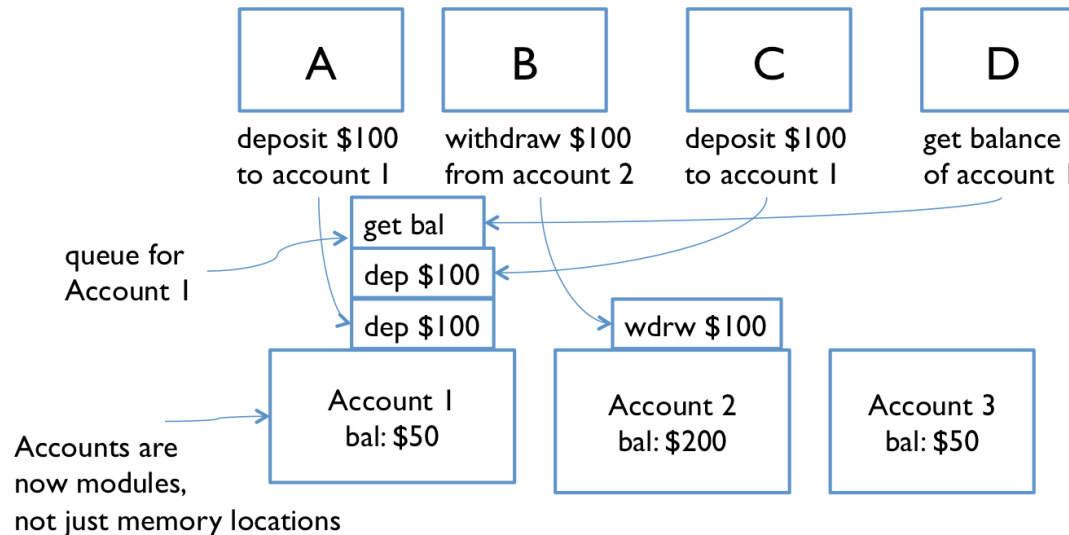 A
B
C
D
deposit $100
to account 1
withdraw $100
from account 2
deposit $100
to account 1
get balance
of account 1
queue for
Account 1
get bal
dep $100
dep $100
wdrw $100
Account 1
bal: $50
Account 2
bal: $200
Account 3
bal: $50
Accounts are
now modules,
not just memory locations